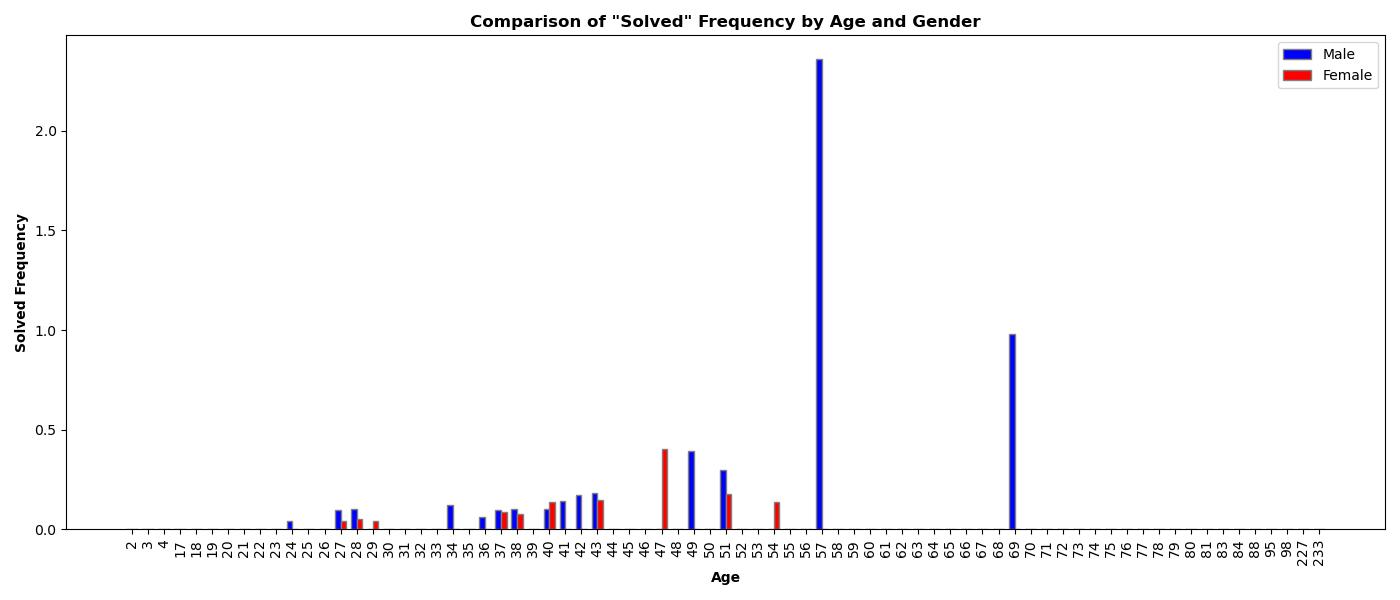 Comparison of "Solved" Frequency by Age and Gender
Male
Female
2.0
1.5
1.0
0.5
0.0
Solved Frequency
2 3 4 17 18 19 20 21 22 23 24 25 26 27 28 29 30 31 32 33 34 35 36 37 38 39 40 41 42 43 44 45 46 47 48 49 50 51 52 53 54 55 56 57 58 59 60 61 62 63 64 65 66 67 68 69 70 71 72 73 74 75 76 77 78 79 80 81 83 84 88 95 98 227 233
Age